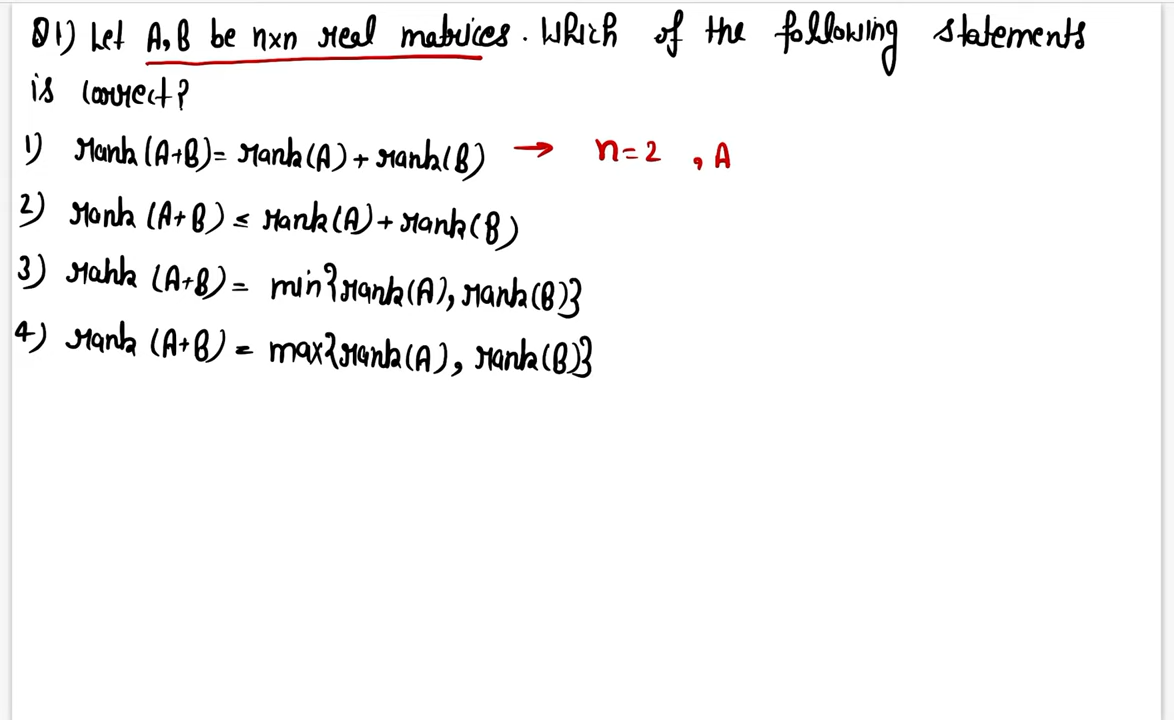 Q1) Let A, B be nxn real matrices. Which of the following statements
is correct?
1) rank (A+B) = rank (A) + rank (B) → n=2 , A
2) rank (A+B) ≤ rank (A) + rank (B)
3) rank (A+B) = min{rank (A), rank (B)}
4) rank (A+B) = max{rank (A), rank (B)}